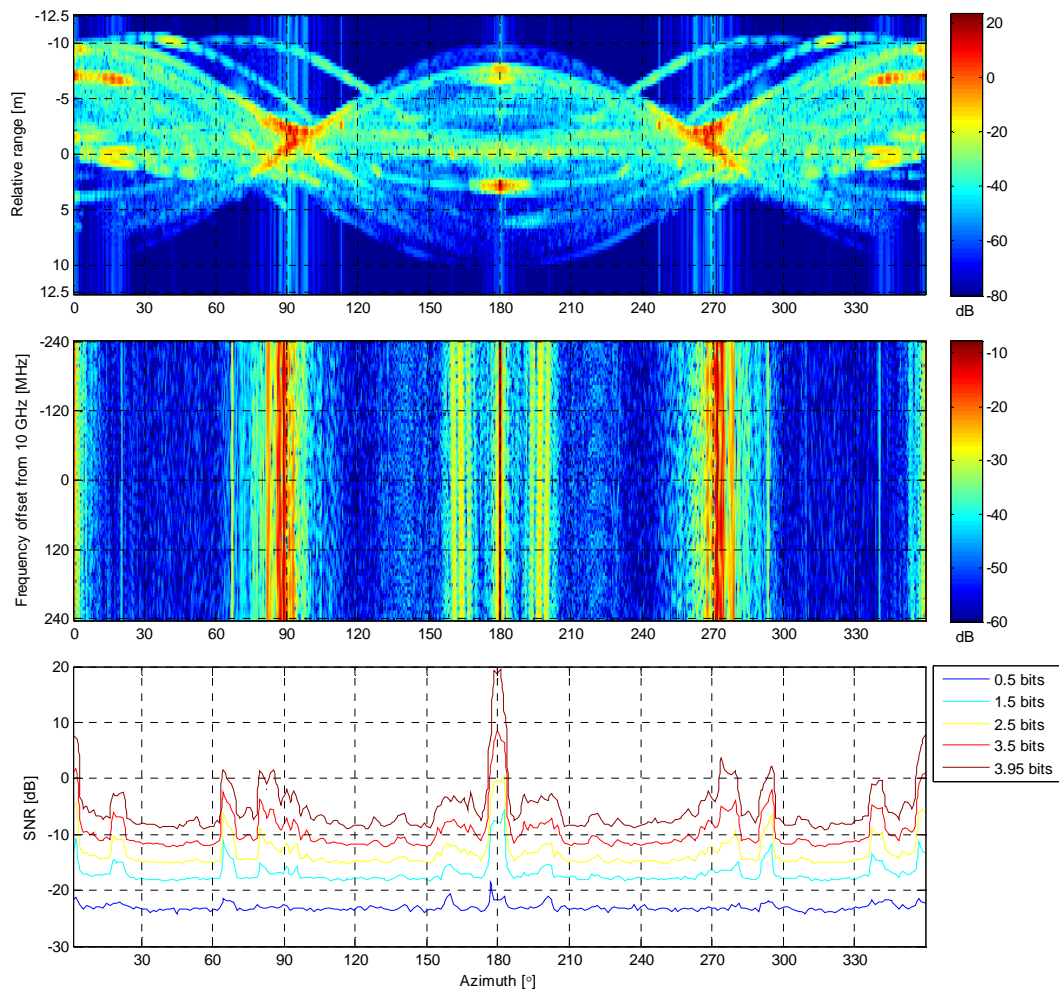 -12.5
-10
-5
0
5
10
12.5
Relative range [m]
0 30 60 90 120 150 180 210 240 270 300 330
20
0
-20
-40
-60
-80
dB
-240
-120
0
120
240
Frequency offset from 10 GHz [MHz]
0 30 60 90 120 150 180 210 240 270 300 330
-10
-20
-30
-40
-50
-60
dB
20
10
0
-10
-20
-30
SNR [dB]
30 60 90 120 150 180 210 240 270 300 330
Azimuth [°]
0.5 bits
1.5 bits
2.5 bits
3.5 bits
3.95 bits